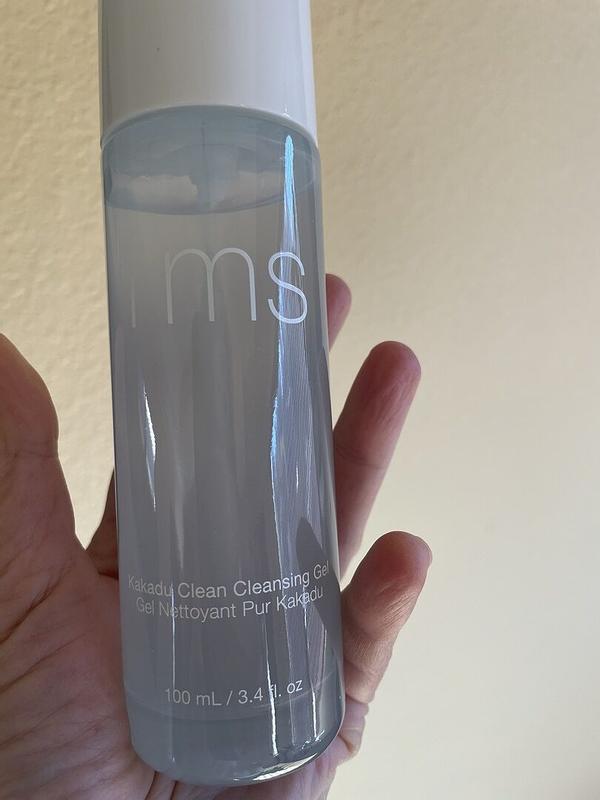 rms
Kakadu Clean Cleansing Gel
Gel Nettoyant Pur Kakadu
100 mL / 3.4 fl. oz